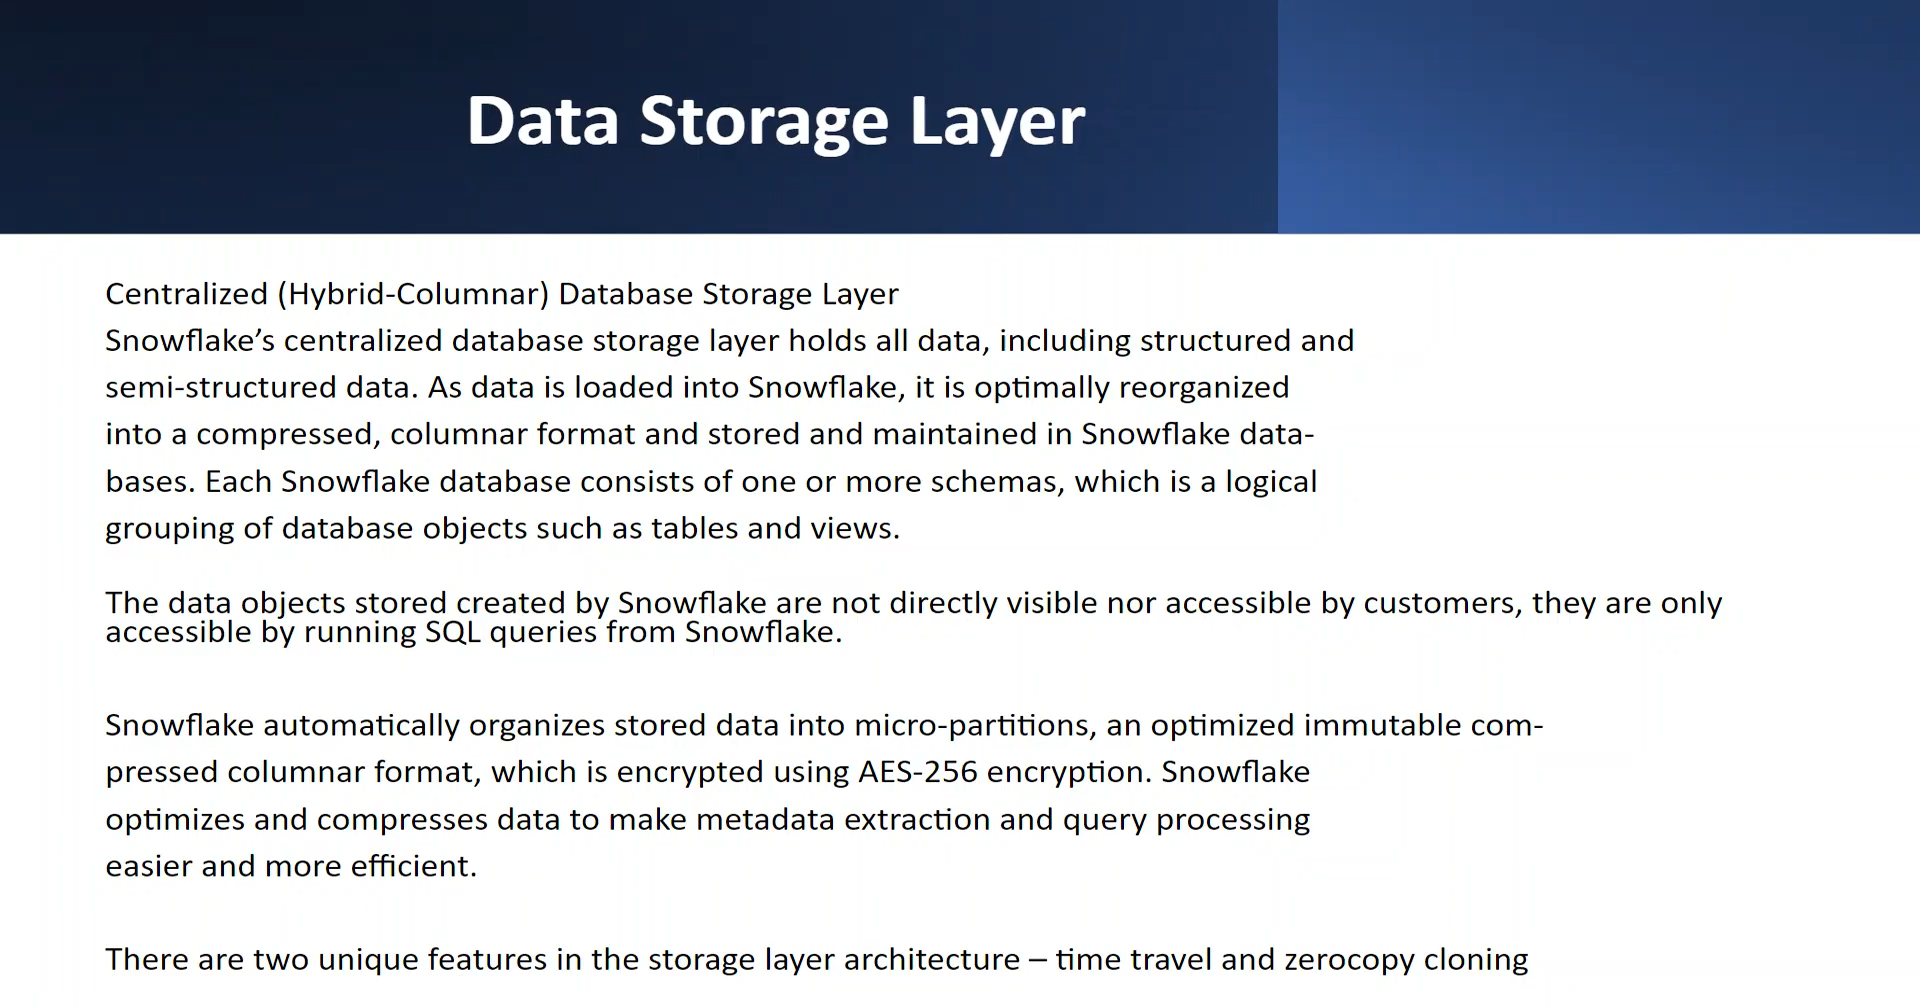 Data Storage Layer
Centralized (Hybrid-Columnar) Database Storage Layer
Snowflake’s centralized database storage layer holds all data, including structured and
semi-structured data. As data is loaded into Snowflake, it is optimally reorganized
into a compressed, columnar format and stored and maintained in Snowflake data-
bases. Each Snowflake database consists of one or more schemas, which is a logical
grouping of database objects such as tables and views.
The data objects stored created by Snowflake are not directly visible nor accessible by customers, they are only
accessible by running SQL queries from Snowflake.
Snowflake automatically organizes stored data into micro-partitions, an optimized immutable com-
pressed columnar format, which is encrypted using AES-256 encryption. Snowflake
optimizes and compresses data to make metadata extraction and query processing
easier and more efficient.
There are two unique features in the storage layer architecture – time travel and zerocopy cloning